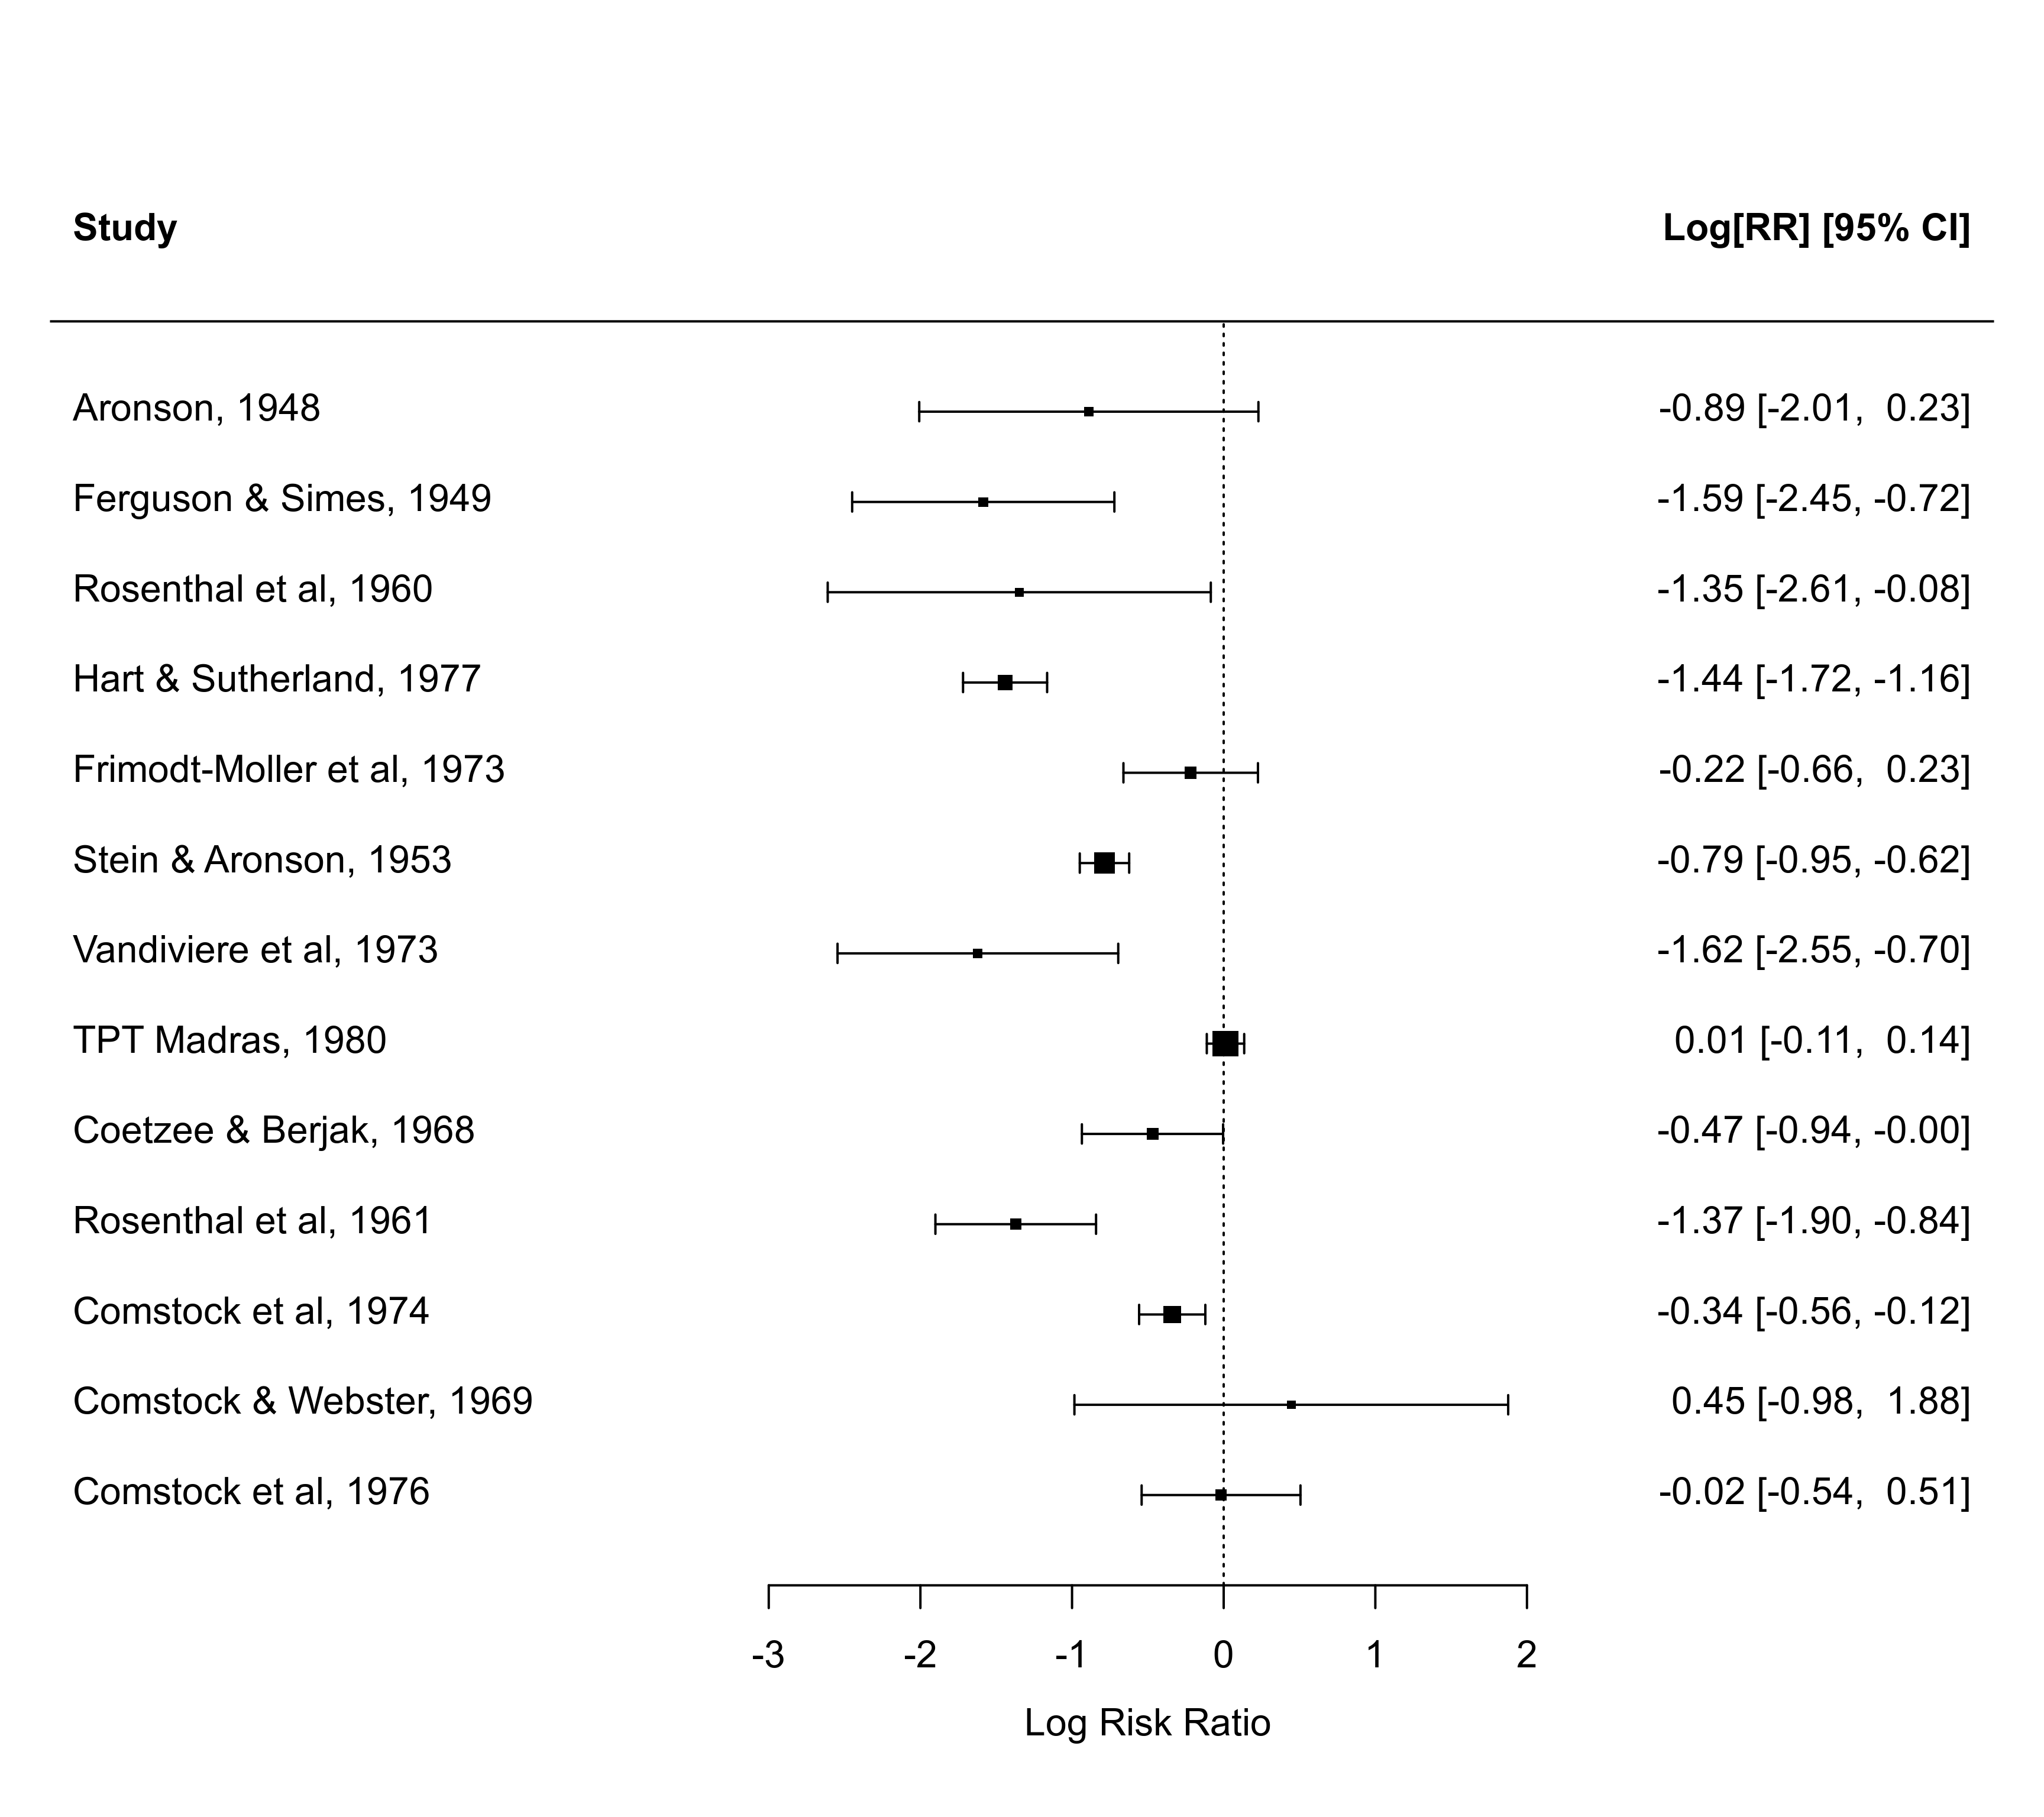 Study Log[RR] [95% CI]
Aronson, 1948 -0.89 [-2.01, 0.23]
Ferguson & Simes, 1949 -1.59 [-2.45, -0.72]
Rosenthal et al, 1960 -1.35 [-2.61, -0.08]
Hart & Sutherland, 1977 -1.44 [-1.72, -1.16]
Frimodt-Moller et al, 1973 -0.22 [-0.66, 0.23]
Stein & Aronson, 1953 -0.79 [-0.95, -0.62]
Vandiviere et al, 1973 -1.62 [-2.55, -0.70]
TPT Madras, 1980 0.01 [-0.11, 0.14]
Coetzee & Berjak, 1968 -0.47 [-0.94, -0.00]
Rosenthal et al, 1961 -1.37 [-1.90, -0.84]
Comstock et al, 1974 -0.34 [-0.56, -0.12]
Comstock & Webster, 1969 0.45 [-0.98, 1.88]
Comstock et al, 1976 -0.02 [-0.54, 0.51]
-3 -2 -1 0 1 2
Log Risk Ratio